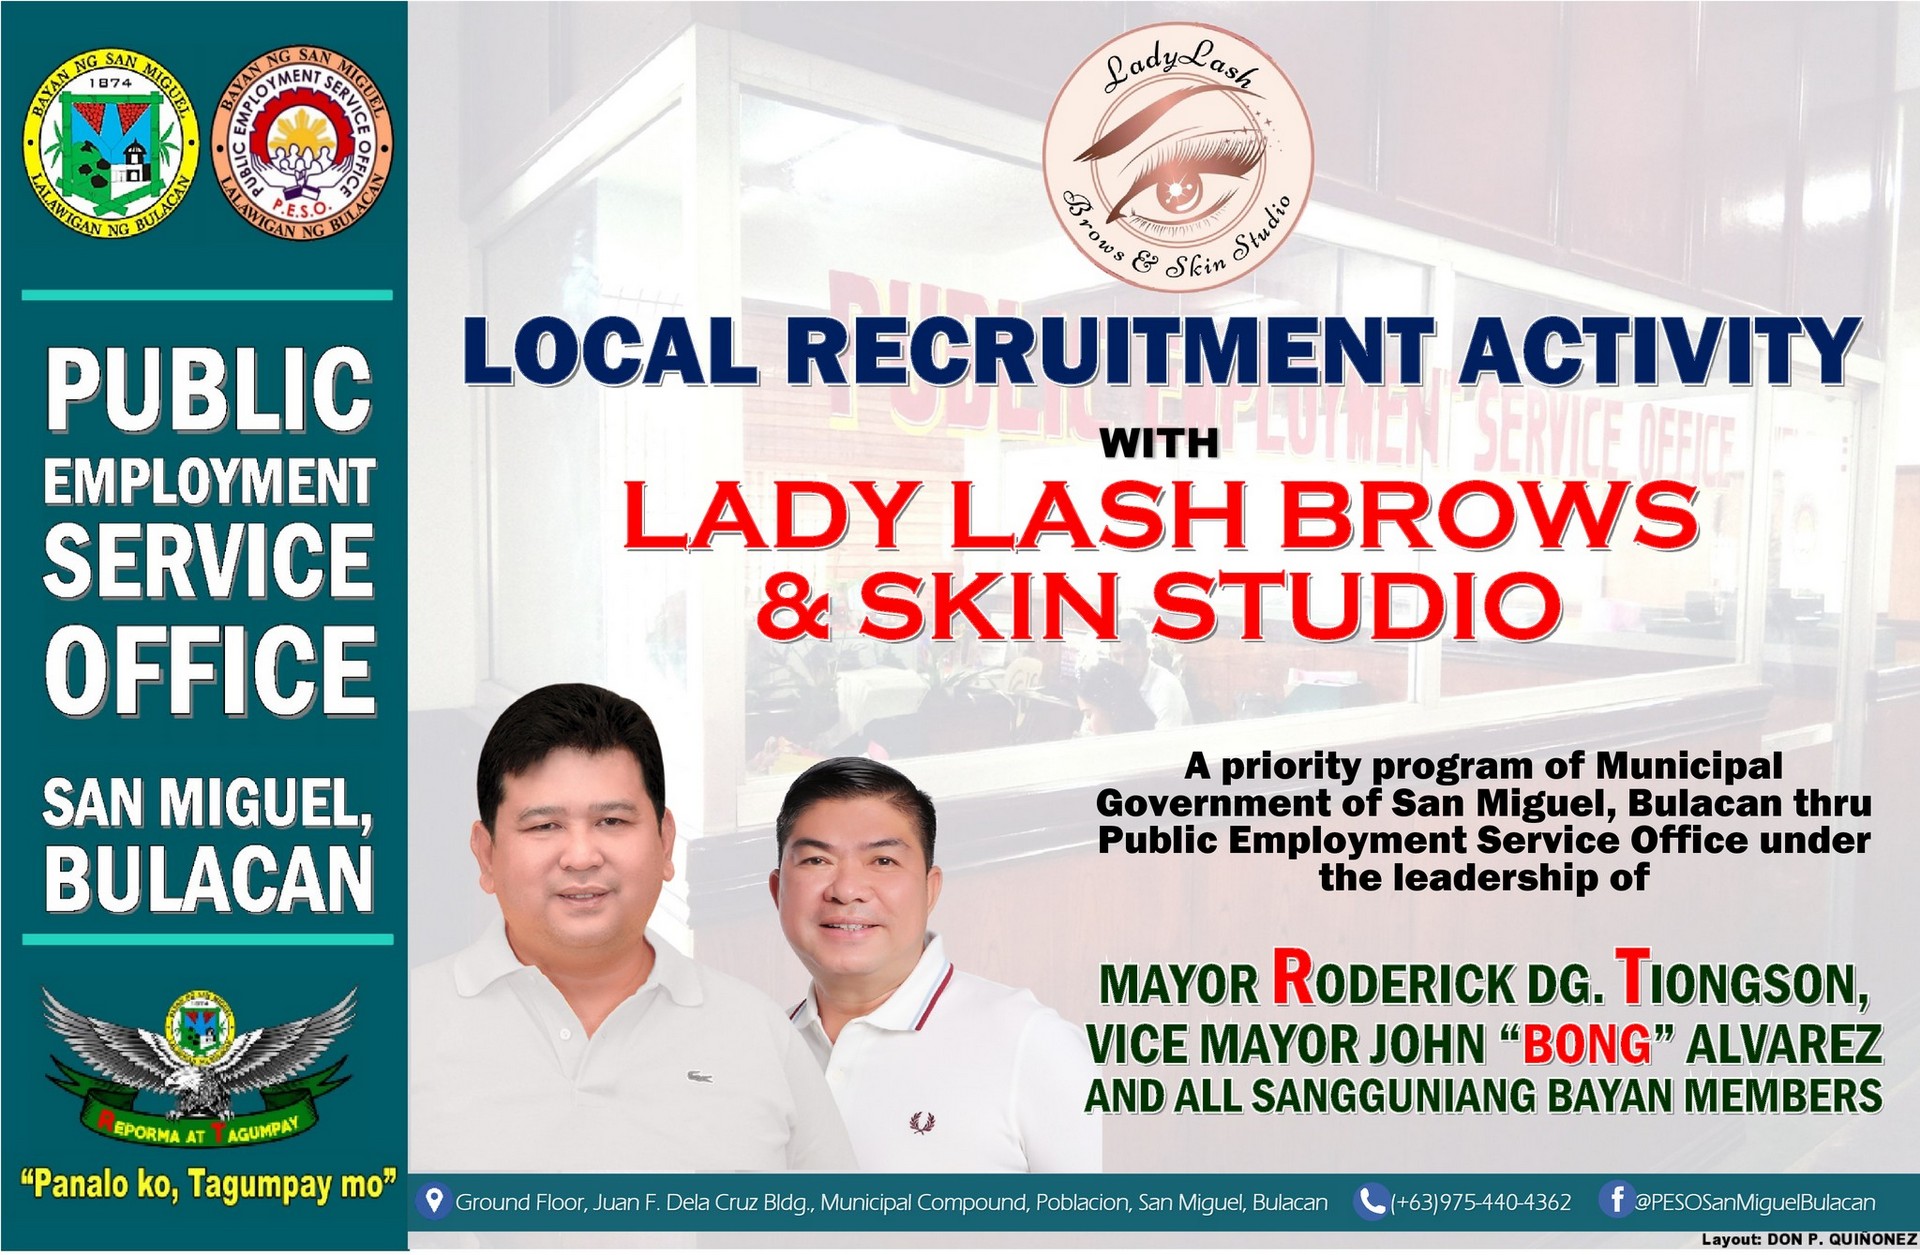 BAYAN NG SAN MIGUEL
1874
LALAWIGAN NG BULACAN
BAYAN NG SAN MIGUEL
PUBLIC EMPLOYMENT SERVICE OFFICE
P.E.S.O.
LALAWIGAN NG BULACAN
PUBLIC
EMPLOYMENT
SERVICE
OFFICE
SAN MIGUEL,
BULACAN
REPORMA AT TAGUMPAY
“Panalo ko, Tagumpay mo”
LadyLash
Brows & Skin Studio
LOCAL RECRUITMENT ACTIVITY
PUBLIC EMPLOYMENT SERVICE OFFICE
WITH
LADY LASH BROWS
& SKIN STUDIO
A priority program of Municipal
Government of San Miguel, Bulacan thru
Public Employment Service Office under
the leadership of
MAYOR RODERICK DG. TIONGSON,
VICE MAYOR JOHN “BONG” ALVAREZ
AND ALL SANGGUNIANG BAYAN MEMBERS
Ground Floor, Juan F. Dela Cruz Bldg., Municipal Compound, Poblacion, San Miguel, Bulacan
(+63)975-440-4362
@PESOSanMiguelBulacan
Layout: DON P. QUIÑONEZ